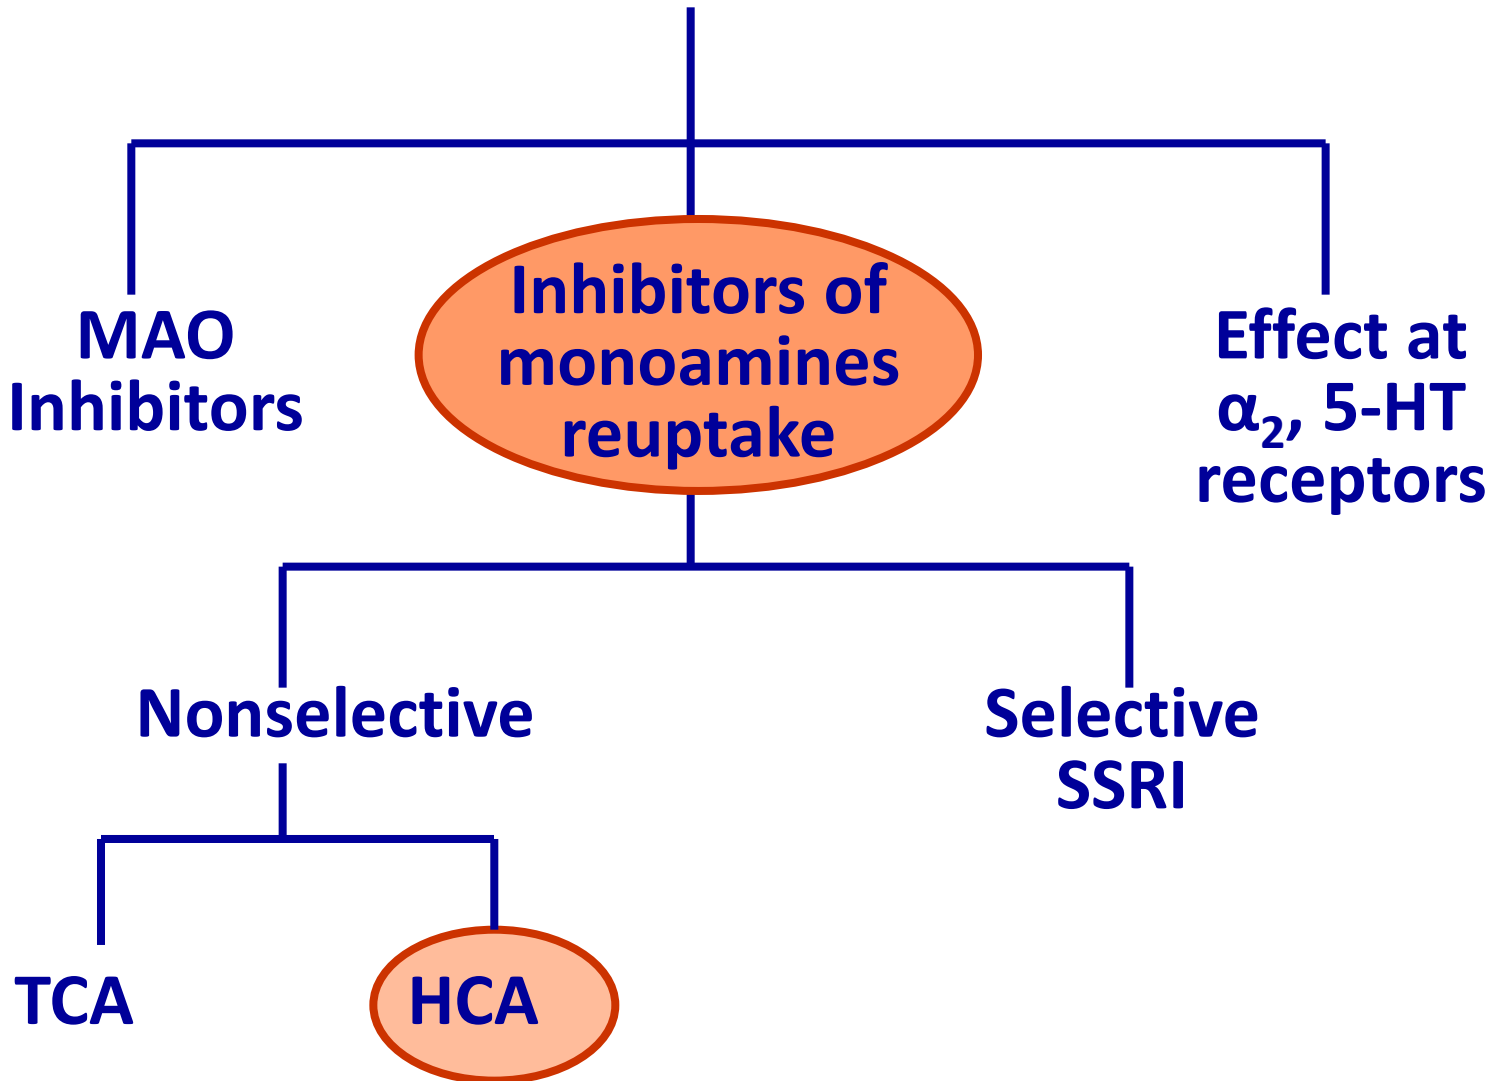 MAO
Inhibitors
Inhibitors of
monoamines
reuptake
Effect at
α₂, 5-HT
receptors
Nonselective
Selective
SSRI
TCA
HCA